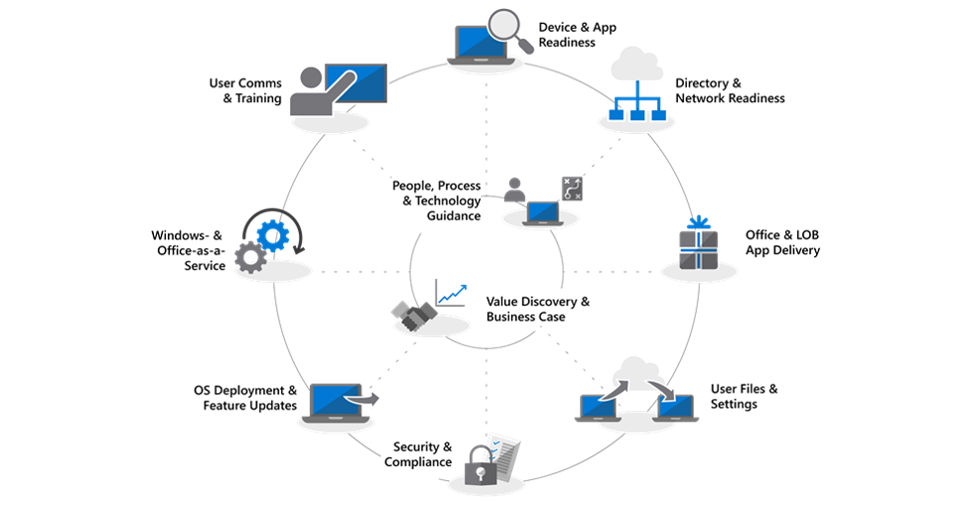 Device & App
Readiness
User Comms
& Training
Directory &
Network Readiness
People, Process
& Technology
Guidance
Windows- &
Office-as-a-
Service
Office & LOB
App Delivery
Value Discovery &
Business Case
OS Deployment &
Feature Updates
User Files &
Settings
Security &
Compliance